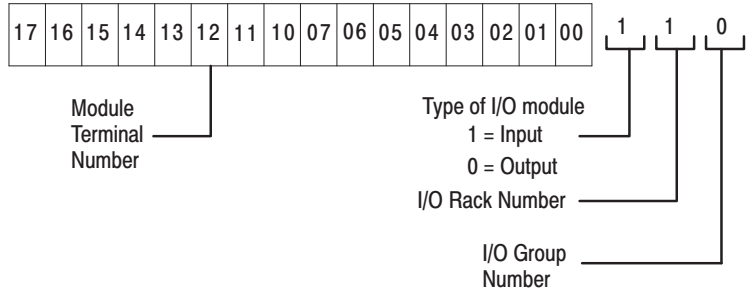 17 16 15 14 13 12 11 10 07 06 05 04 03 02 01 00 1 1 0
Module
Terminal
Number
Type of I/O module
1 = Input
0 = Output
I/O Rack Number
I/O Group
Number